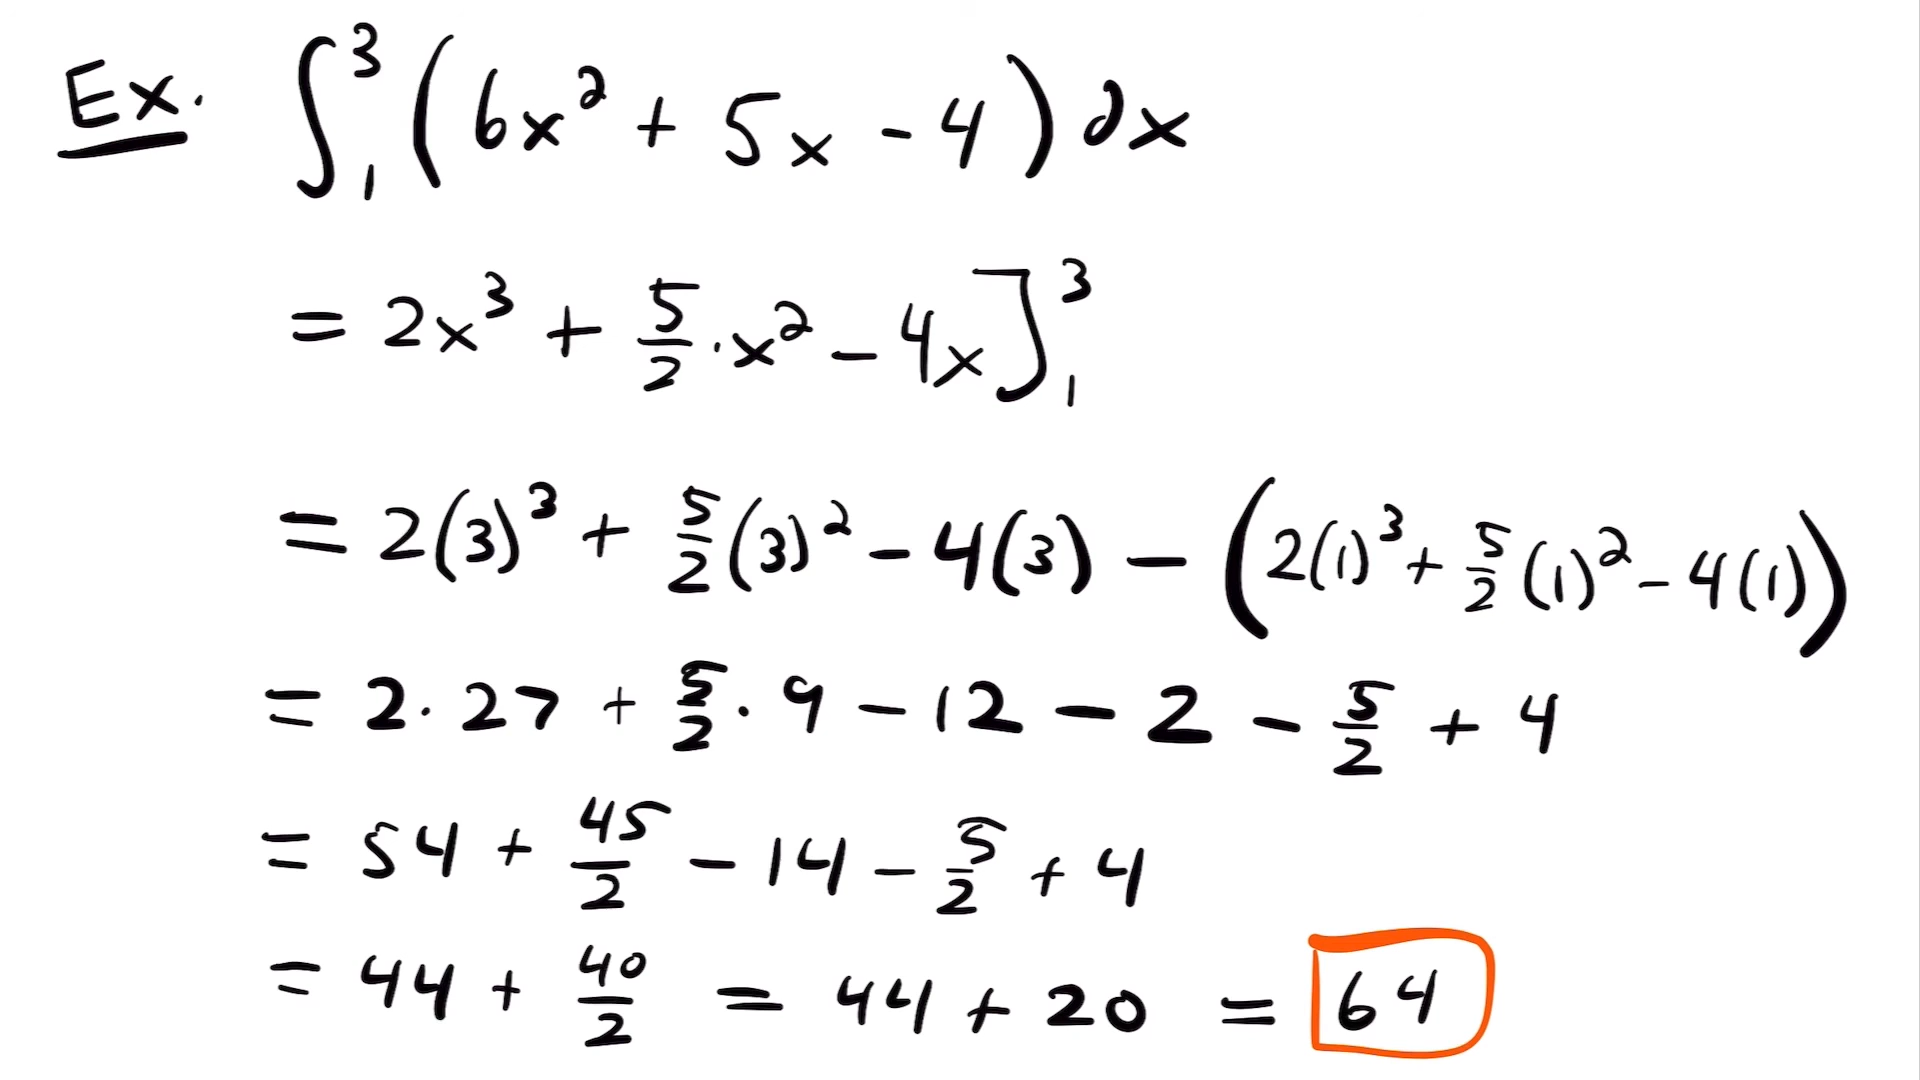 Ex. ∫₁³ (6x² + 5x - 4) dx
= 2x³ + 5/2 · x² - 4x]₁³
= 2(3)³ + 5/2 (3)² - 4(3) - (2(1)³ + 5/2 (1)² - 4(1))
= 2 · 27 + 5/2 · 9 - 12 - 2 - 5/2 + 4
= 54 + 45/2 - 14 - 5/2 + 4
= 44 + 40/2 = 44 + 20 = 64